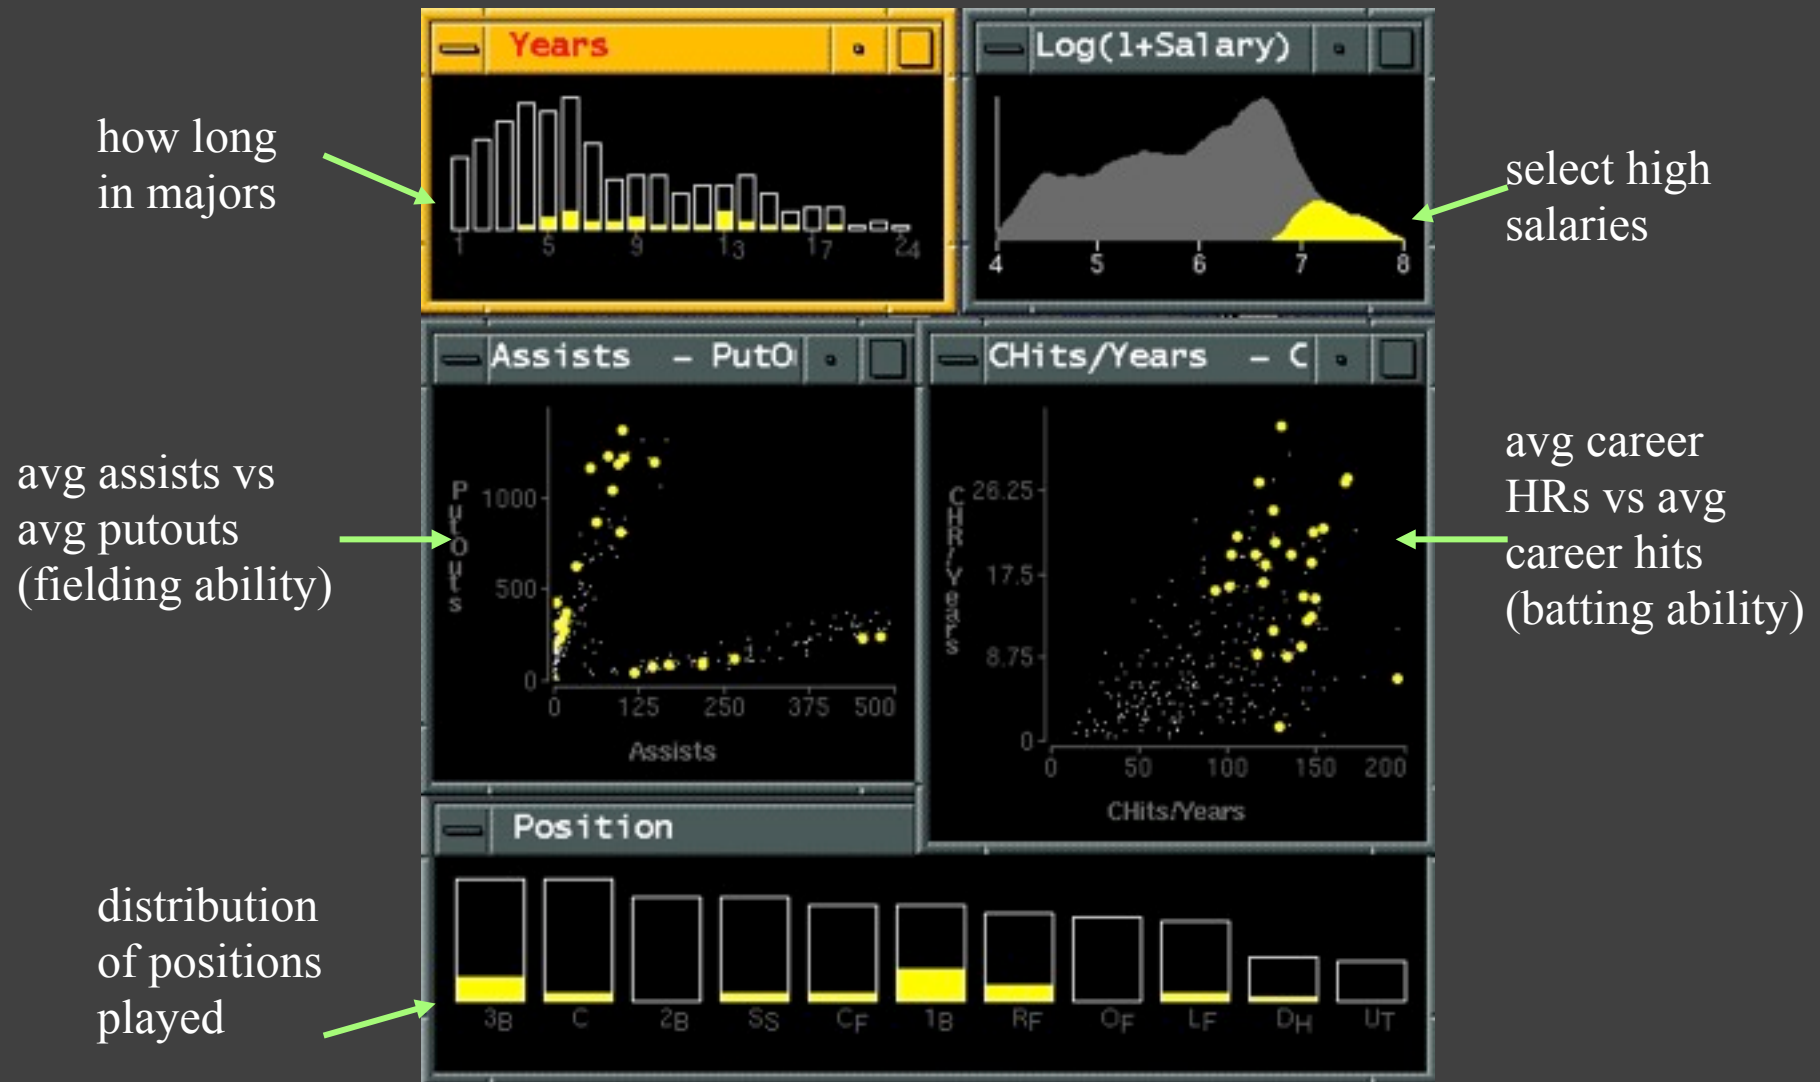 Years
Log(1+Salary)
how long
in majors
1 5 9 13 17 24
4 5 6 7 8
select high
salaries
Assists - PutO
CHits/Years - C
avg assists vs
avg putouts
(fielding ability)
PutOuts
1000
500
0
0 125 250 375 500
Assists
CHR/Years
26.25
17.5
8.75
0
0 50 100 150 200
CHits/Years
avg career
HRs vs avg
career hits
(batting ability)
Position
distribution
of positions
played
3B C 2B SS CF 1B RF OF LF DH UT